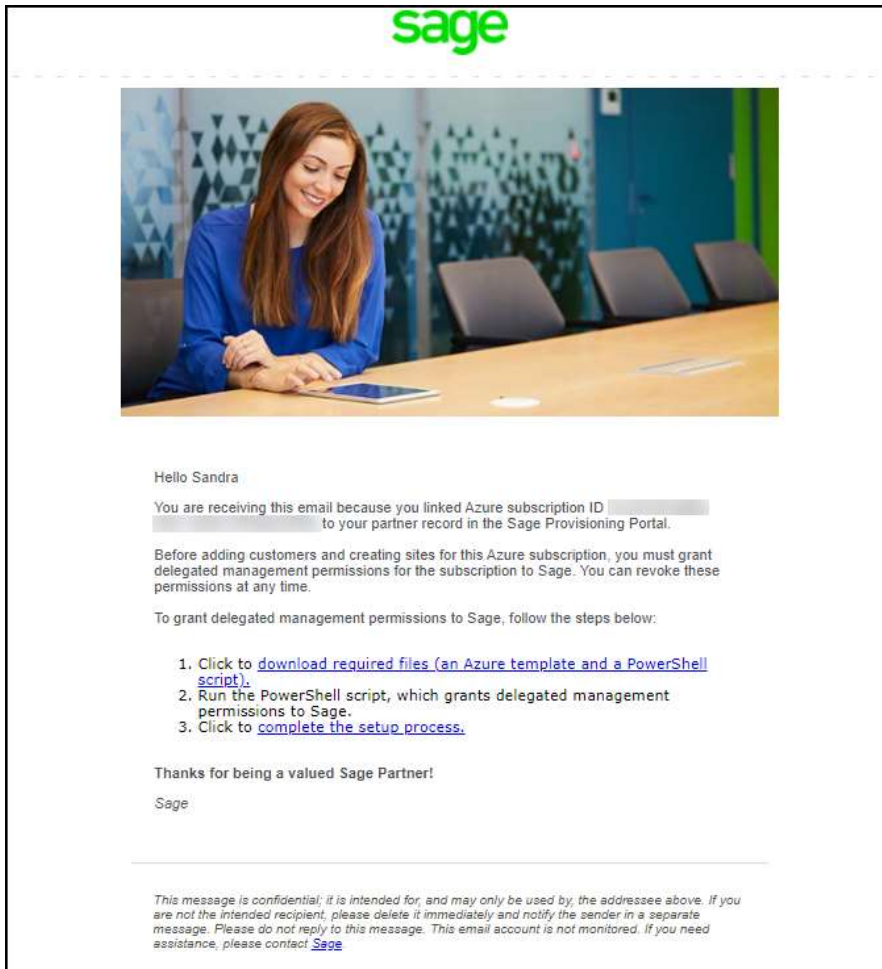 sage
Hello Sandra
You are receiving this email because you linked Azure subscription ID
to your partner record in the Sage Provisioning Portal.
Before adding customers and creating sites for this Azure subscription, you must grant
delegated management permissions for the subscription to Sage. You can revoke these
permissions at any time.
To grant delegated management permissions to Sage, follow the steps below:
1. Click to download required files (an Azure template and a PowerShell
script).
2. Run the PowerShell script, which grants delegated management
permissions to Sage.
3. Click to complete the setup process.
Thanks for being a valued Sage Partner!
Sage
This message is confidential; it is intended for, and may only be used by, the addressee above. If you
are not the intended recipient, please delete it immediately and notify the sender in a separate
message. Please do not reply to this message. This email account is not monitored. If you need
assistance, please contact Sage